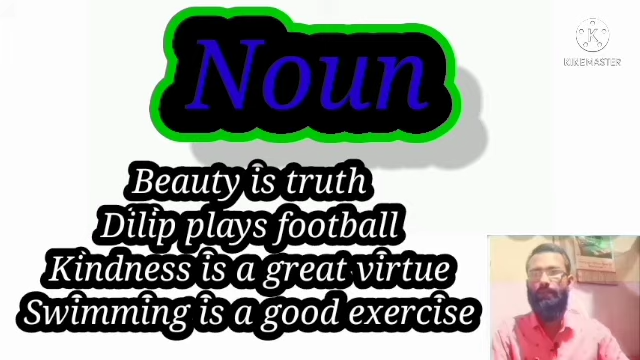 Noun
KINEMASTER
Beauty is truth
Dilip plays football
Kindness is a great virtue
Swimming is a good exercise